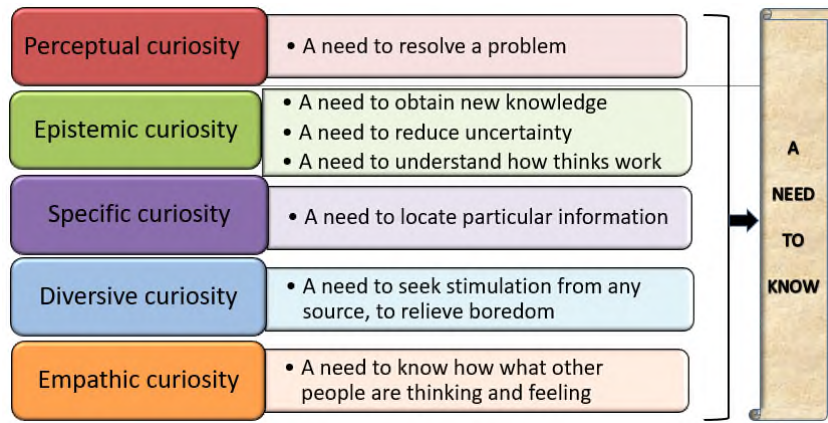 Perceptual curiosity
• A need to resolve a problem
Epistemic curiosity
• A need to obtain new knowledge
• A need to reduce uncertainty
• A need to understand how thinks work
Specific curiosity
• A need to locate particular information
Diversive curiosity
• A need to seek stimulation from any
source, to relieve boredom
Empathic curiosity
• A need to know how what other
people are thinking and feeling
A
NEED
TO
KNOW